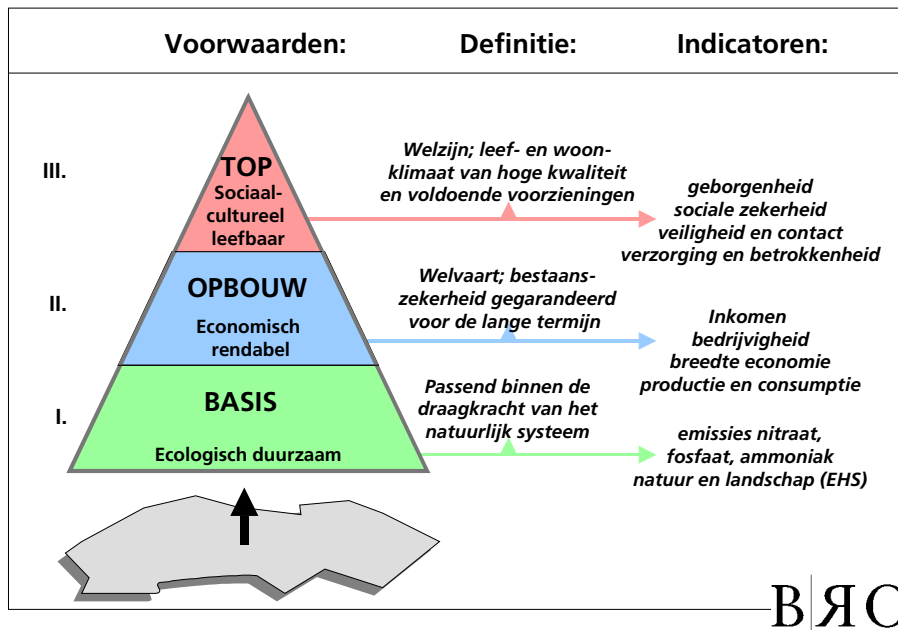 Voorwaarden: Definitie: Indicatoren:
III.
TOP
Sociaal-
cultureel
leefbaar
Welzijn; leef- en woon-
klimaat van hoge kwaliteit
en voldoende voorzieningen
geborgenheid
sociale zekerheid
veiligheid en contact
verzorging en betrokkenheid
II.
OPBOUW
Economisch
rendabel
Welvaart; bestaans-
zekerheid gegarandeerd
voor de lange termijn
Inkomen
bedrijvigheid
breedte economie
productie en consumptie
I.
BASIS
Ecologisch duurzaam
Passend binnen de
draagkracht van het
natuurlijk systeem
emissies nitraat,
fosfaat, ammoniak
natuur en landschap (EHS)
BRO